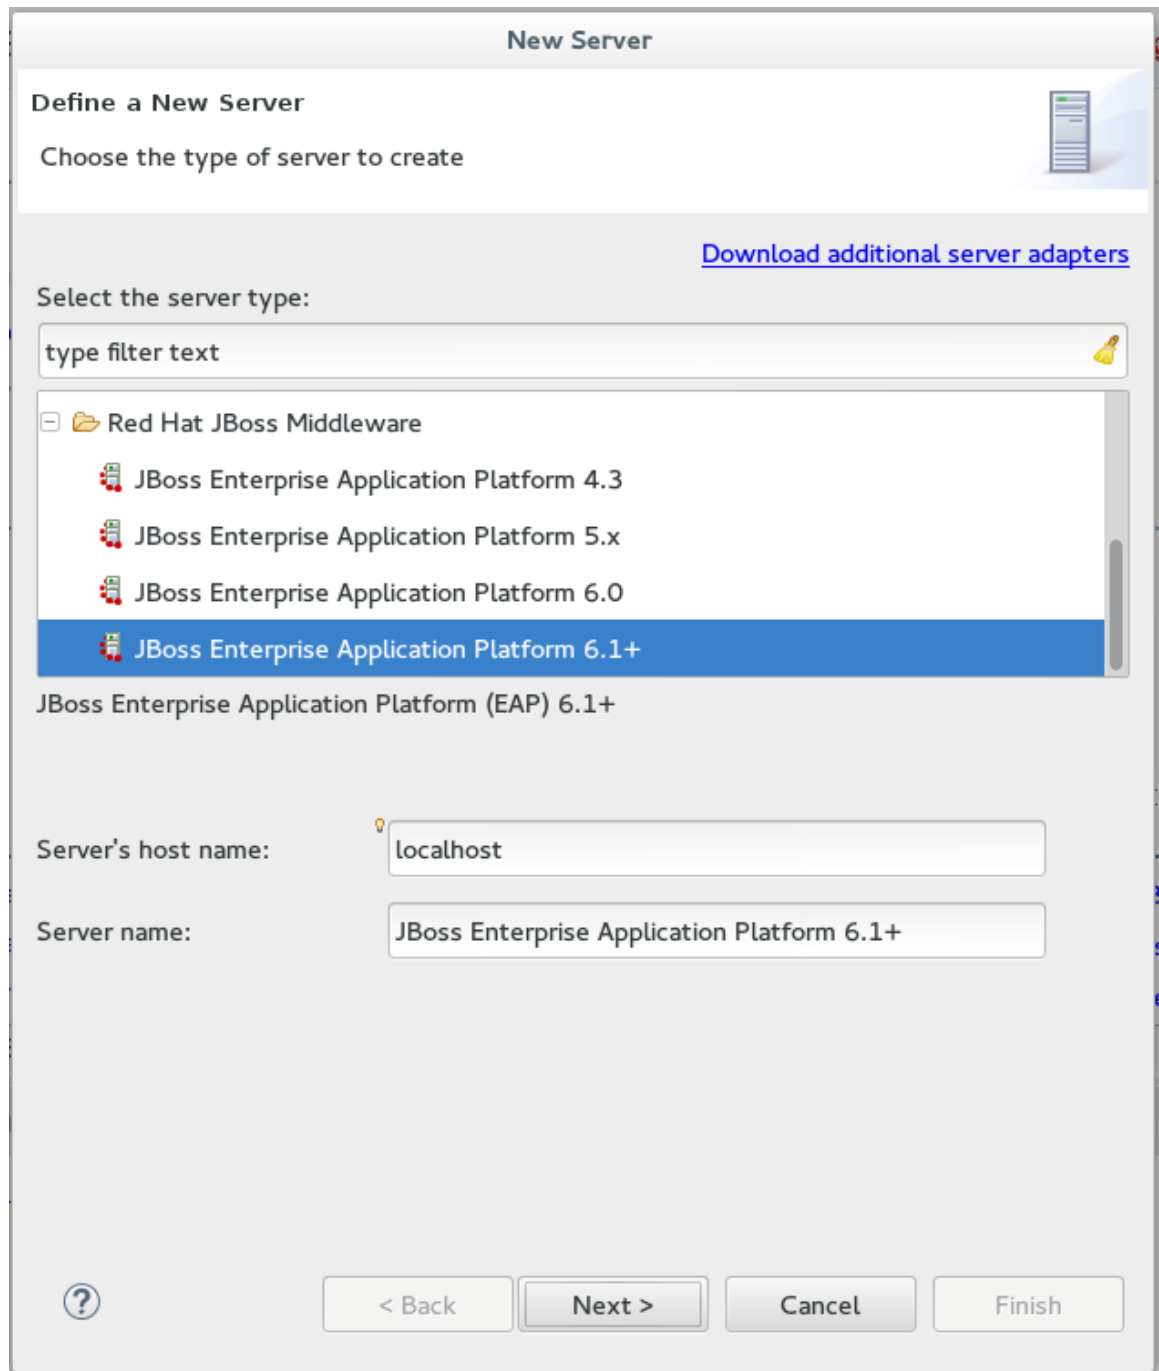 New Server
Define a New Server
Choose the type of server to create
Download additional server adapters
Select the server type:
type filter text
Red Hat JBoss Middleware
JBoss Enterprise Application Platform 4.3
JBoss Enterprise Application Platform 5.x
JBoss Enterprise Application Platform 6.0
JBoss Enterprise Application Platform 6.1+
JBoss Enterprise Application Platform (EAP) 6.1+
Server's host name: localhost
Server name: JBoss Enterprise Application Platform 6.1+
? < Back Next > Cancel Finish